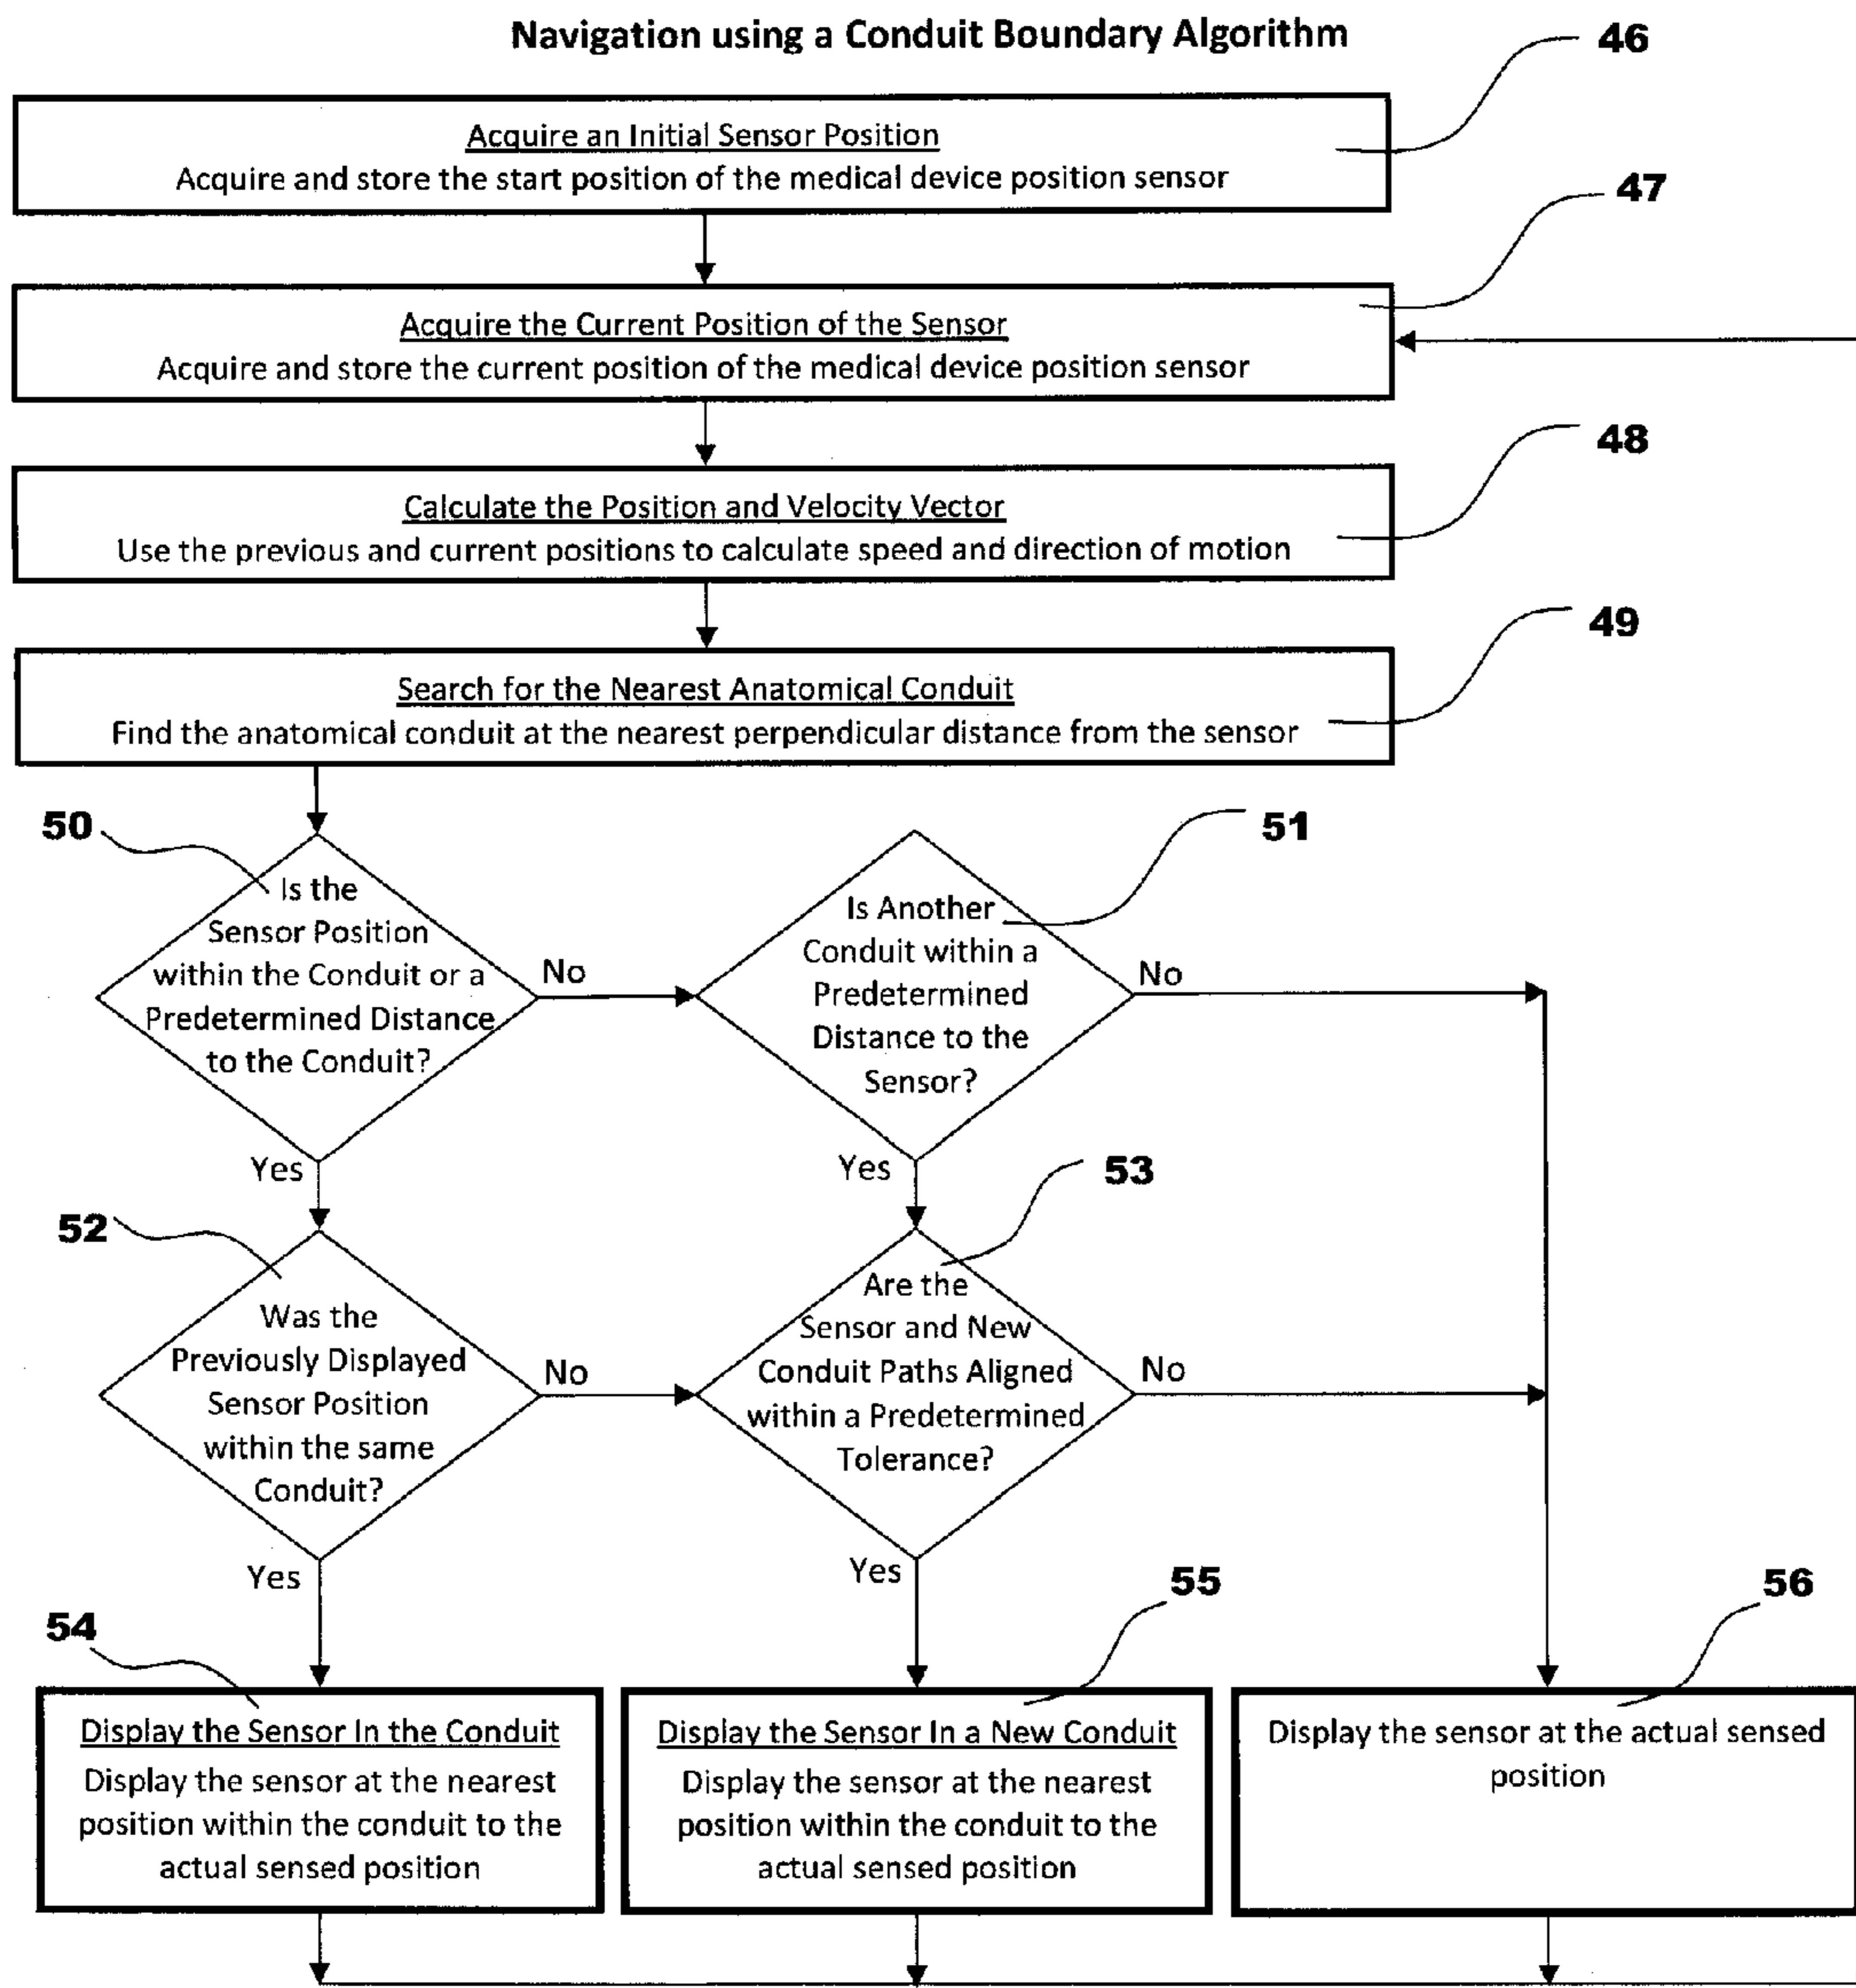 Navigation using a Conduit Boundary Algorithm
46
Acquire an Initial Sensor Position
Acquire and store the start position of the medical device position sensor
47
Acquire the Current Position of the Sensor
Acquire and store the current position of the medical device position sensor
48
Calculate the Position and Velocity Vector
Use the previous and current positions to calculate speed and direction of motion
49
Search for the Nearest Anatomical Conduit
Find the anatomical conduit at the nearest perpendicular distance from the sensor
50
Is the
Sensor Position
within the Conduit or a
Predetermined Distance
to the Conduit?
No
Yes
51
Is Another
Conduit within a
Predetermined
Distance to the
Sensor?
No
Yes
52
Was the
Previously Displayed
Sensor Position
within the same
Conduit?
No
Yes
53
Are the
Sensor and New
Conduit Paths Aligned
within a Predetermined
Tolerance?
No
Yes
54
Display the Sensor In the Conduit
Display the sensor at the nearest
position within the conduit to the
actual sensed position
55
Display the Sensor In a New Conduit
Display the sensor at the nearest
position within the conduit to the
actual sensed position
56
Display the sensor at the actual sensed
position